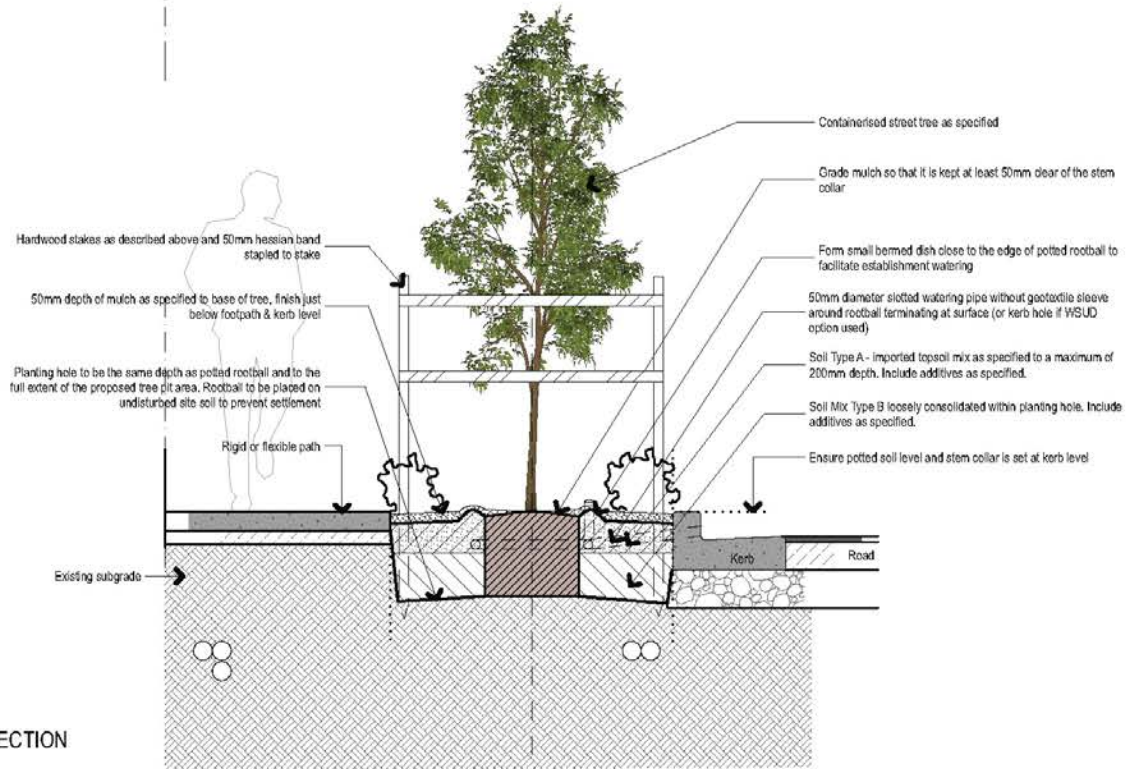 Containerised street tree as specified
Grade mulch so that it is kept at least 50mm clear of the stem
collar
Hardwood stakes as described above and 50mm hessian band
stapled to stake
Form small bermed dish close to the edge of potted rootball to
facilitate establishment watering
50mm depth of mulch as specified to base of tree, finish just
below footpath & kerb level
50mm diameter slotted watering pipe without geotextile sleeve
around rootball terminating at surface (or kerb hole if WSUD
option used)
Planting hole to be the same depth as potted rootball and to the
full extent of the proposed tree pit area. Rootball to be placed on
undisturbed site soil to prevent settlement
Soil Type A - imported topsoil mix as specified to a maximum of
200mm depth. Include additives as specified.
Soil Mix Type B loosely consolidated within planting hole. Include
additives as specified.
Rigid or flexible path
Ensure potted soil level and stem collar is set at kerb level
Kerb
Road
Existing subgrade
ECTION